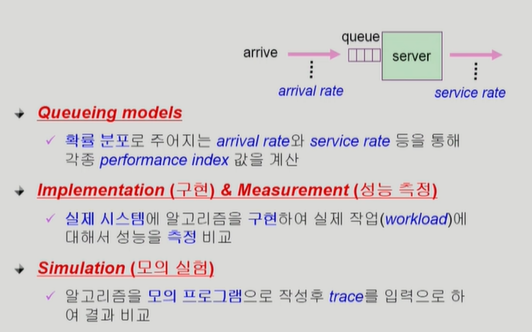 queue
arrive
server
arrival rate
service rate
Queueing models
확률 분포로 주어지는 arrival rate와 service rate 등을 통해
각종 performance index 값을 계산
Implementation (구현) & Measurement (성능 측정)
실제 시스템에 알고리즘을 구현하여 실제 작업(workload)에
대해서 성능을 측정 비교
Simulation (모의 실험)
알고리즘을 모의 프로그램으로 작성후 trace를 입력으로 하
여 결과 비교